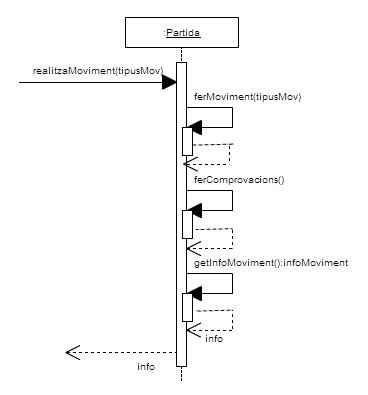 :Partida
realitzaMoviment(tipusMov)
ferMoviment(tipusMov)
ferComprovacions()
getInfoMoviment():infoMoviment
info
info